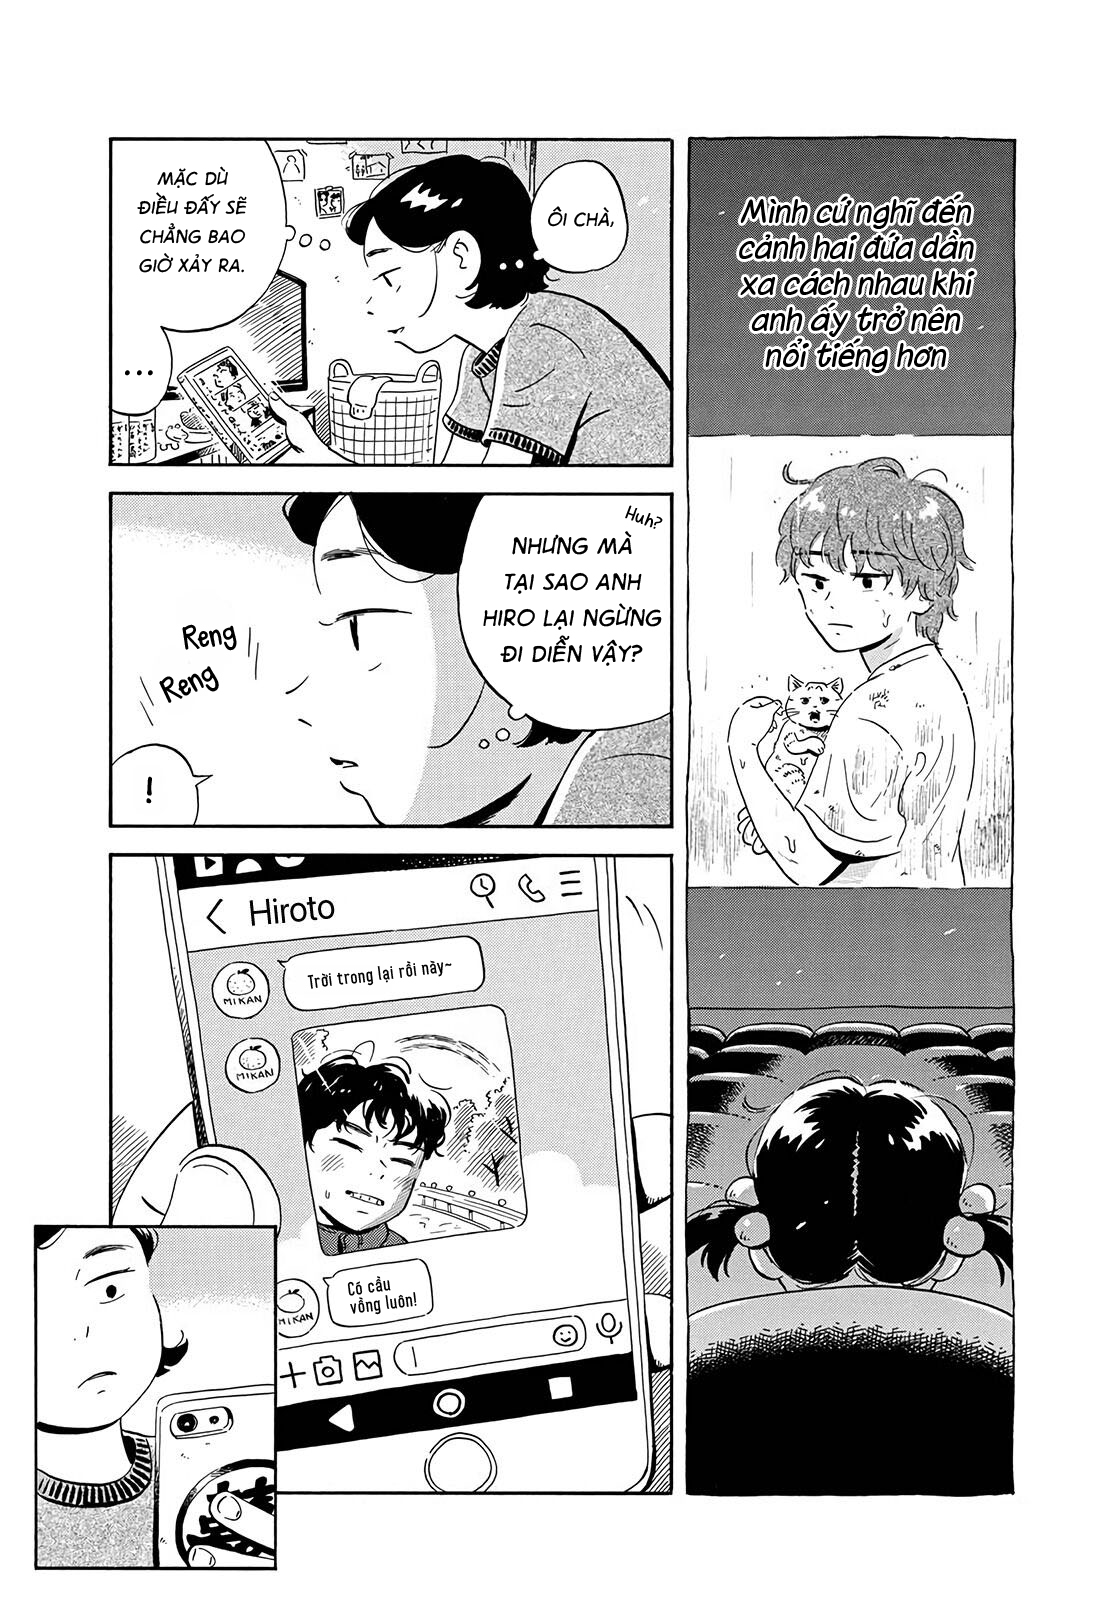 Mình cứ nghĩ đến
cảnh hai đứa dần
xa cách nhau khi
anh ấy trở nên
nổi tiếng hơn
ÔI CHÀ,
MẶC DÙ
ĐIỀU ĐẤY SẼ
CHẲNG BAO
GIỜ XẢY RA.
...
Huh?
NHƯNG MÀ
TẠI SAO ANH
HIRO LẠI NGỪNG
ĐI DIỄN VẬY?
Reng
Reng
!
Hiroto
MIKAN
Trời trong lại rồi này~
MIKAN
MIKAN
Có cầu
vồng luôn!